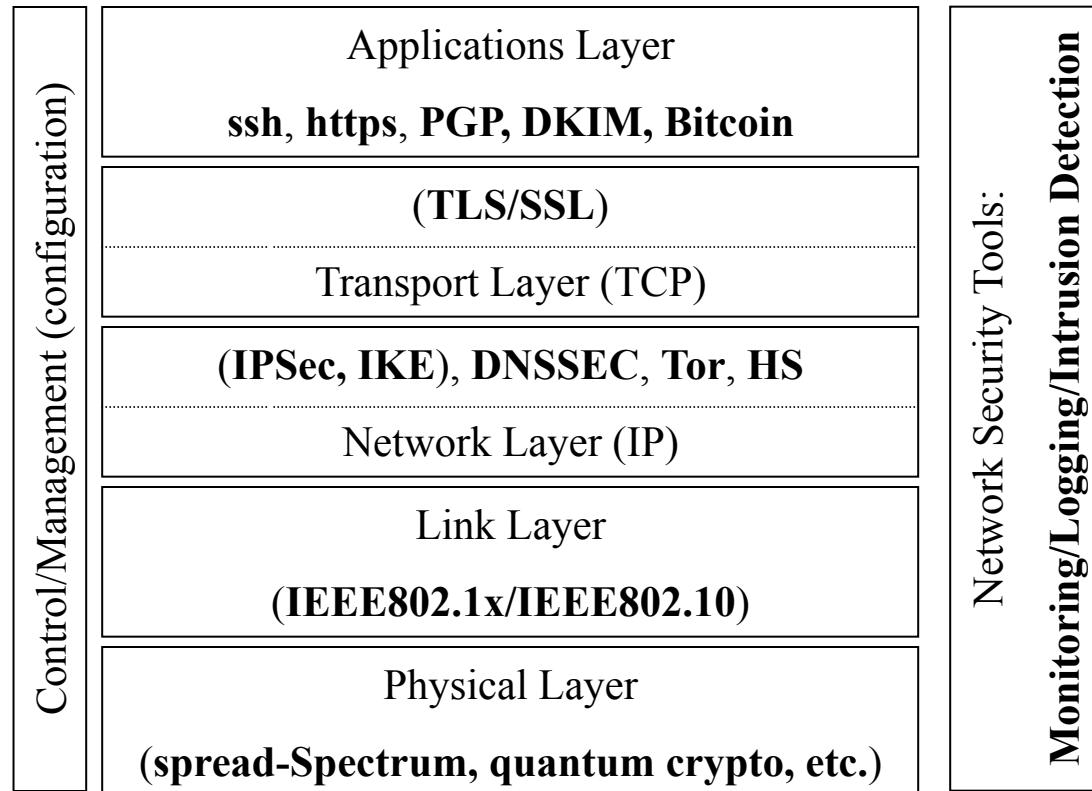 Control/Management (configuration)
Applications Layer
ssh, https, PGP, DKIM, Bitcoin
(TLS/SSL)
Transport Layer (TCP)
(IPSec, IKE), DNSSEC, Tor, HS
Network Layer (IP)
Link Layer
(IEEE802.1x/IEEE802.10)
Physical Layer
(spread-Spectrum, quantum crypto, etc.)
Network Security Tools:
Monitoring/Logging/Intrusion Detection